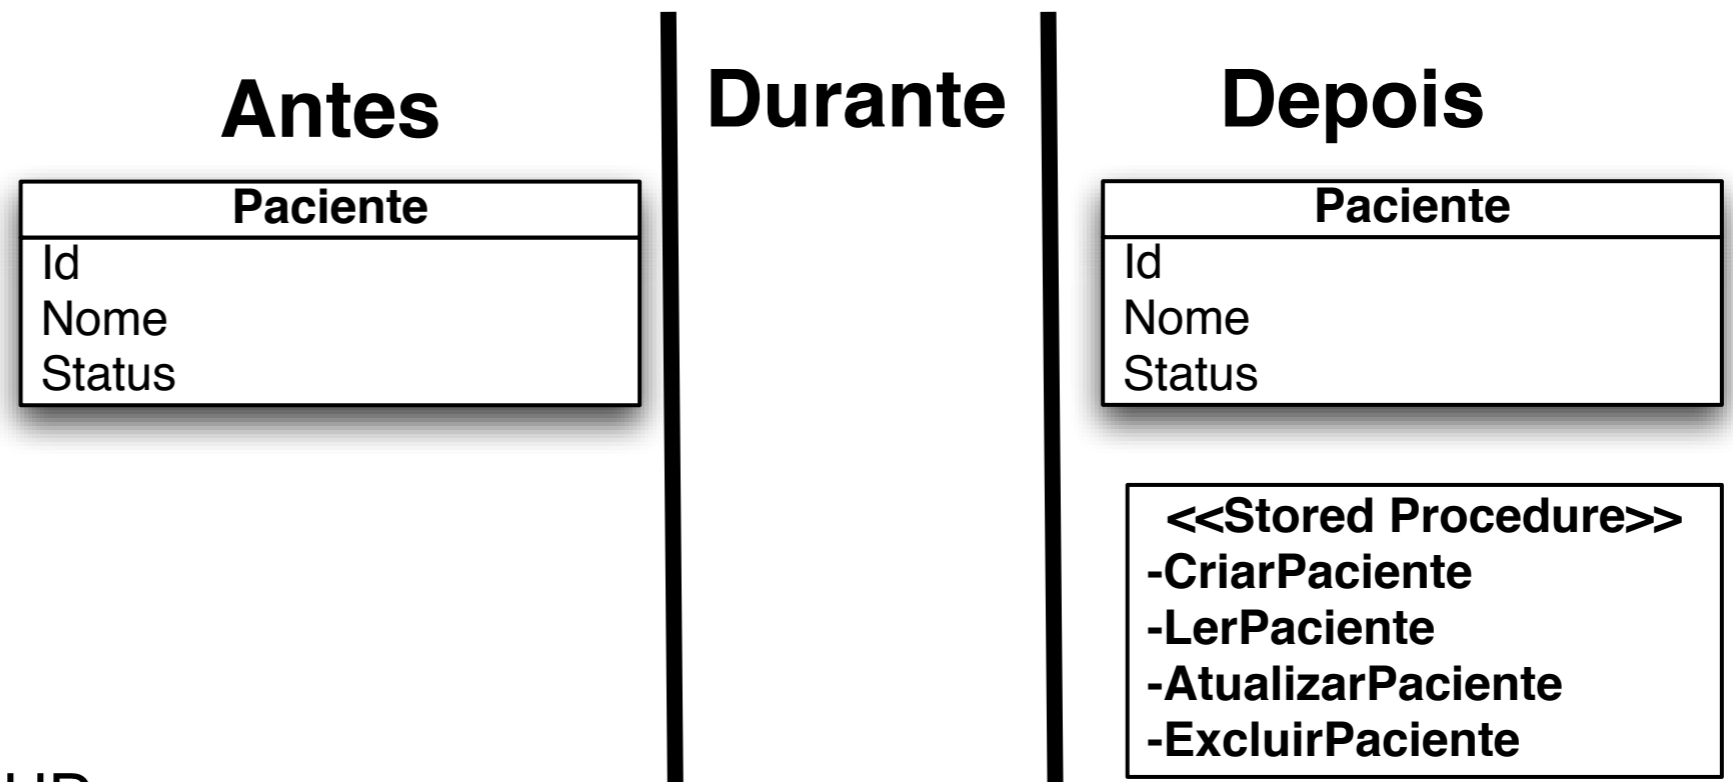 Antes
Paciente
Id
Nome
Status
Durante
Depois
Paciente
Id
Nome
Status
<<Stored Procedure>>
-CriarPaciente
-LerPaciente
-AtualizarPaciente
-ExcluirPaciente